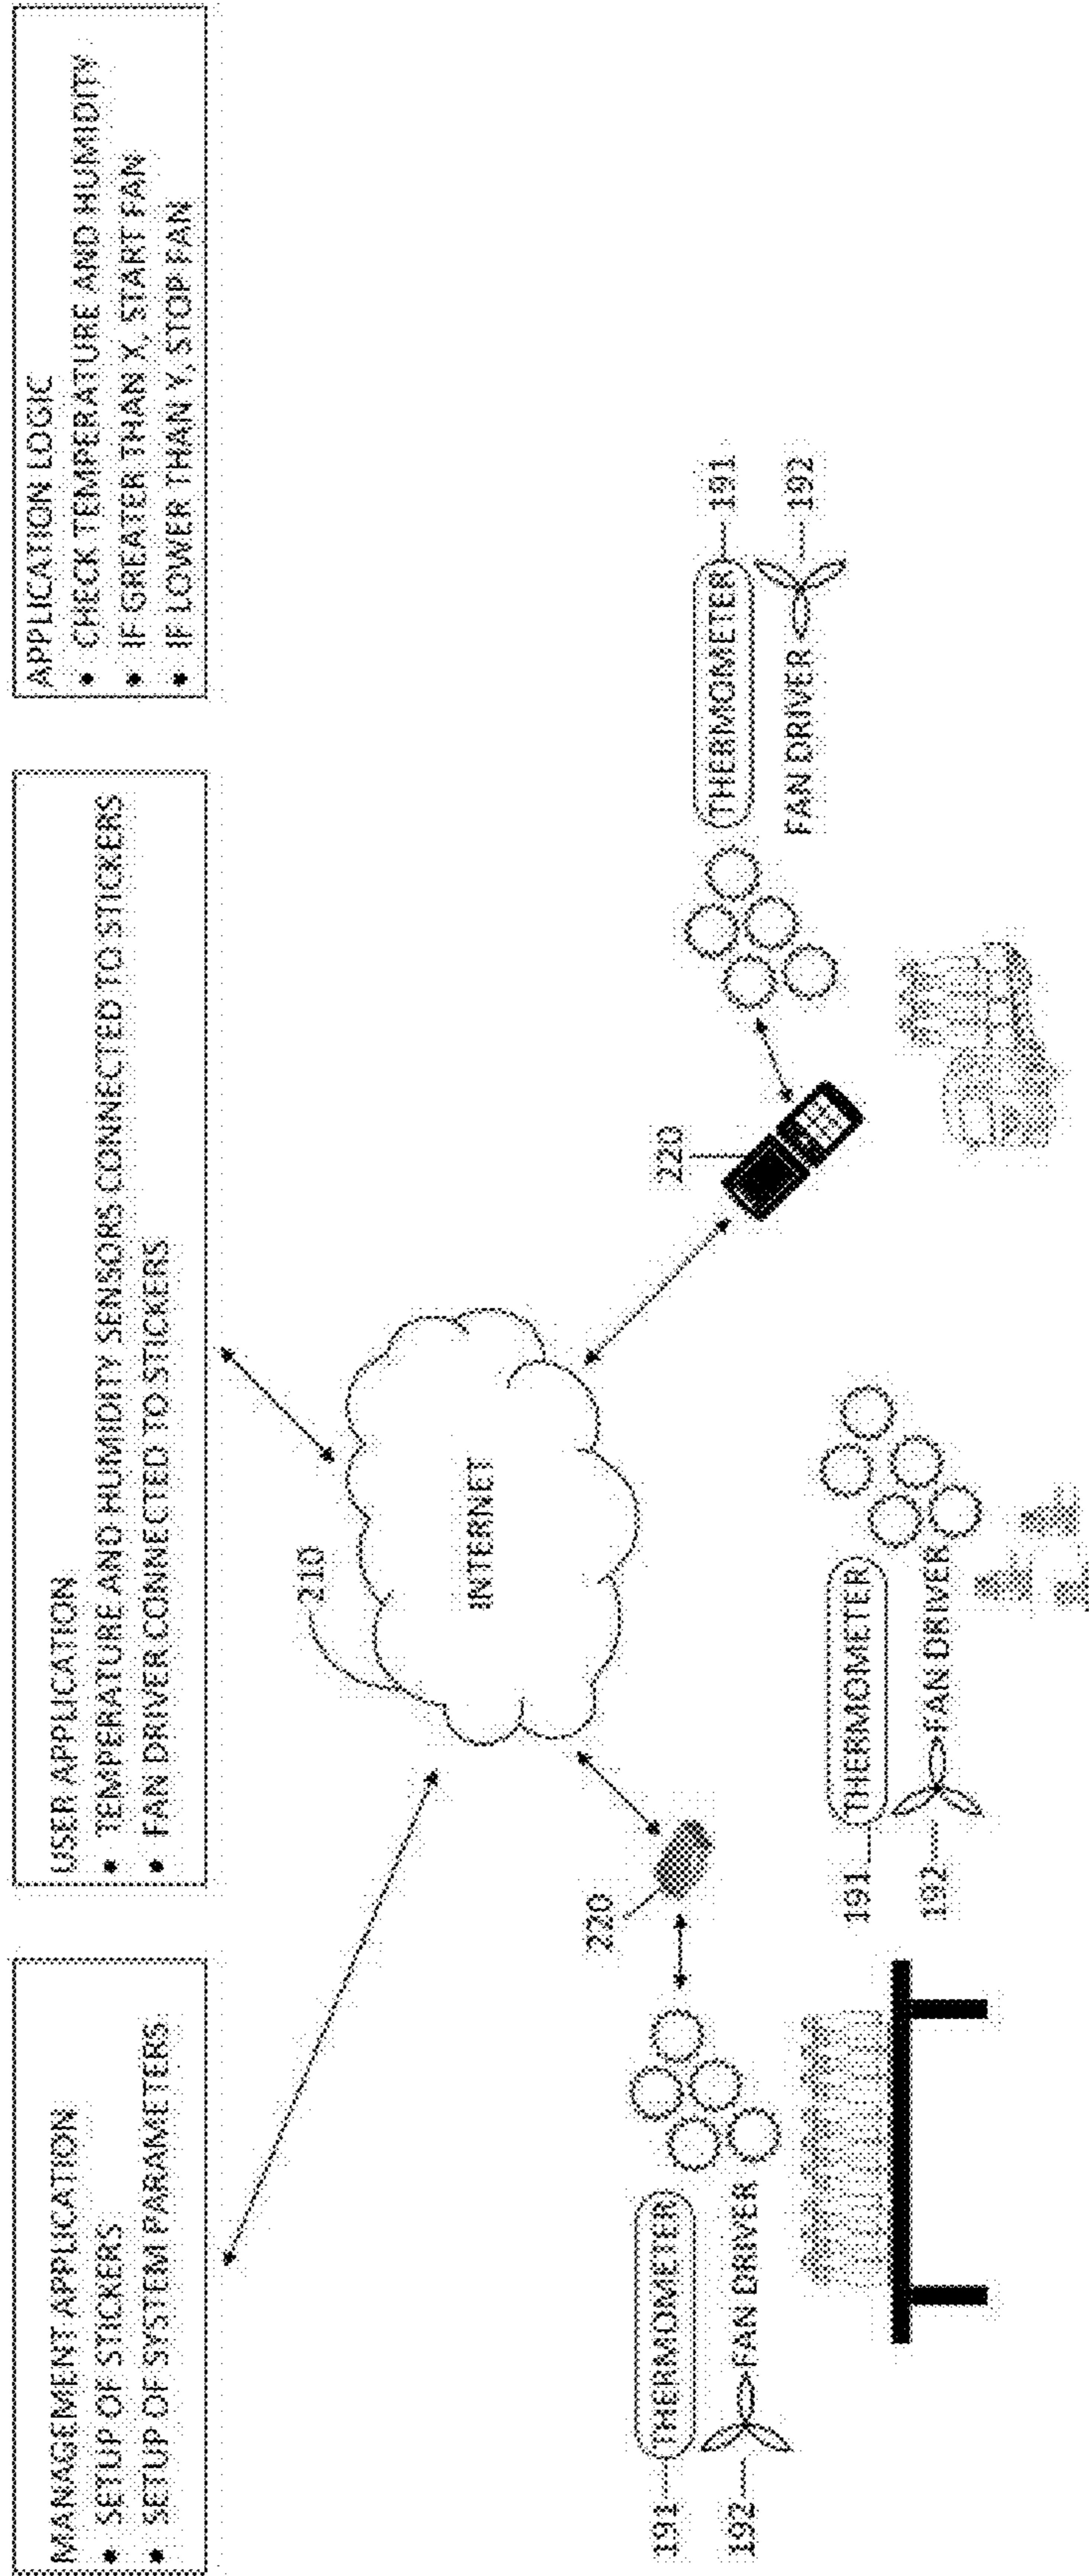 MANAGEMENT APPLICATION
• SETUP OF STICKERS
• SETUP OF SYSTEM PARAMETERS
USER APPLICATION
• TEMPERATURE AND HUMIDITY SENSORS CONNECTED TO STICKERS
• FAN DRIVER CONNECTED TO STICKERS
APPLICATION LOGIC
• CHECK TEMPERATURE AND HUMIDITY
• IF GREATER THAN X, START FAN
• IF LOWER THAN Y, STOP FAN
210
INTERNET
220
220
191
THERMOMETER
192
FAN DRIVER
191
THERMOMETER
192
FAN DRIVER
THERMOMETER
191
FAN DRIVER
192